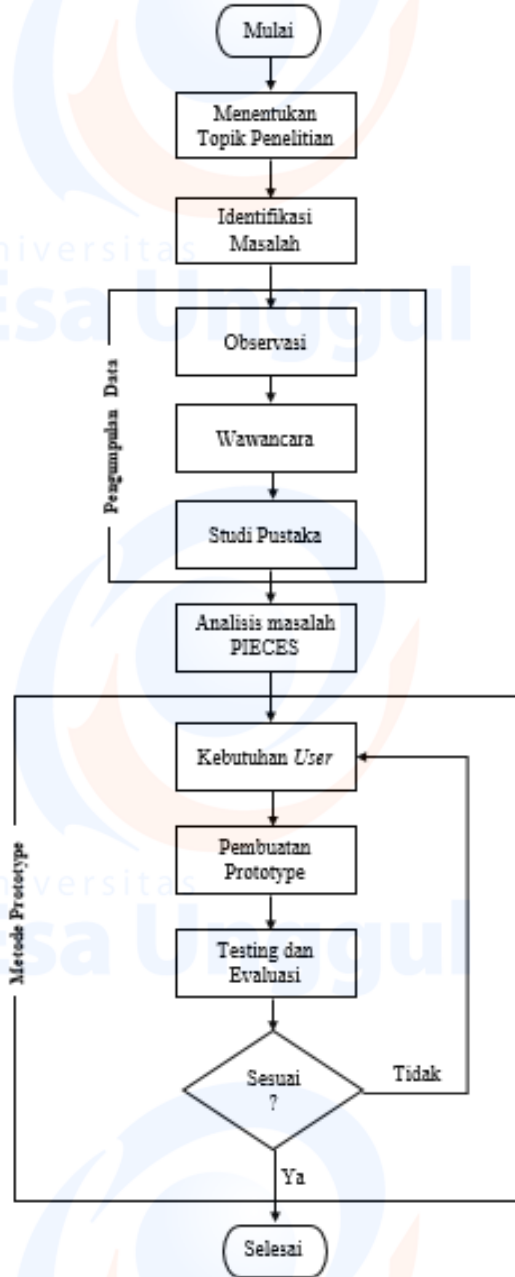 Mulai
Menentukan
Topik Penelitian
Identifikasi
Masalah
Universitas
Esa Unggul
Pengumpulan Data
Observasi
Wawancara
Studi Pustaka
Analisis masalah
PIECES
Metode Prototype
Kebutuhan User
Pembuatan
Prototype
Universitas
Esa Unggul
Testing dan
Evaluasi
Sesuai
?
Tidak
Ya
Selesai